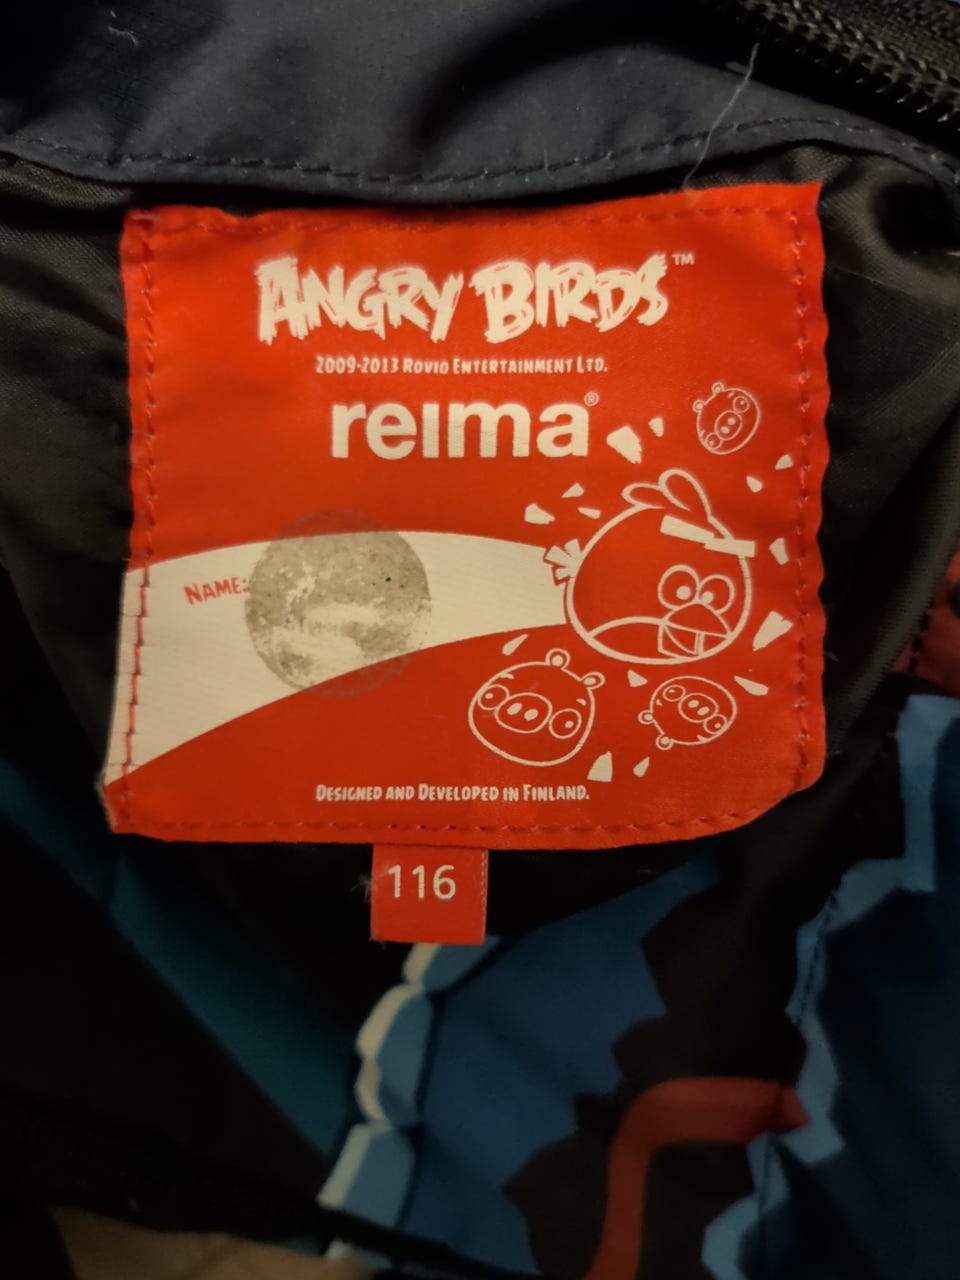 ANGRY BIRDS™
2009-2013 ROVIO ENTERTAINMENT LTD.
reima®
NAME:
DESIGNED AND DEVELOPED IN FINLAND.
116